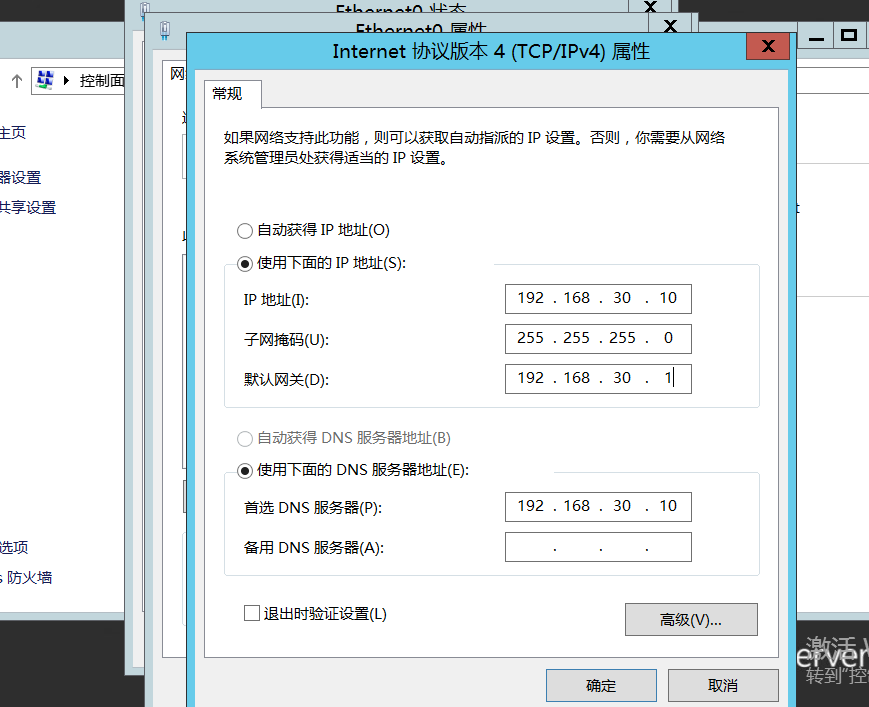 Ethernet0 状态
Ethernet0 属性
Internet 协议版本 4 (TCP/IPv4) 属性
控制面
常规
主页
如果网络支持此功能，则可以获取自动指派的 IP 设置。否则，你需要从网络
系统管理员处获得适当的 IP 设置。
器设置
共享设置
自动获得 IP 地址(O)
使用下面的 IP 地址(S):
IP 地址(I):
192 . 168 . 30 . 10
子网掩码(U):
255 . 255 . 255 . 0
默认网关(D):
192 . 168 . 30 . 1
自动获得 DNS 服务器地址(B)
使用下面的 DNS 服务器地址(E):
首选 DNS 服务器(P):
192 . 168 . 30 . 10
备用 DNS 服务器(A):
. . .
选项
s 防火墙
退出时验证设置(L)
高级(V)...
激活
erver
转到"控
确定
取消